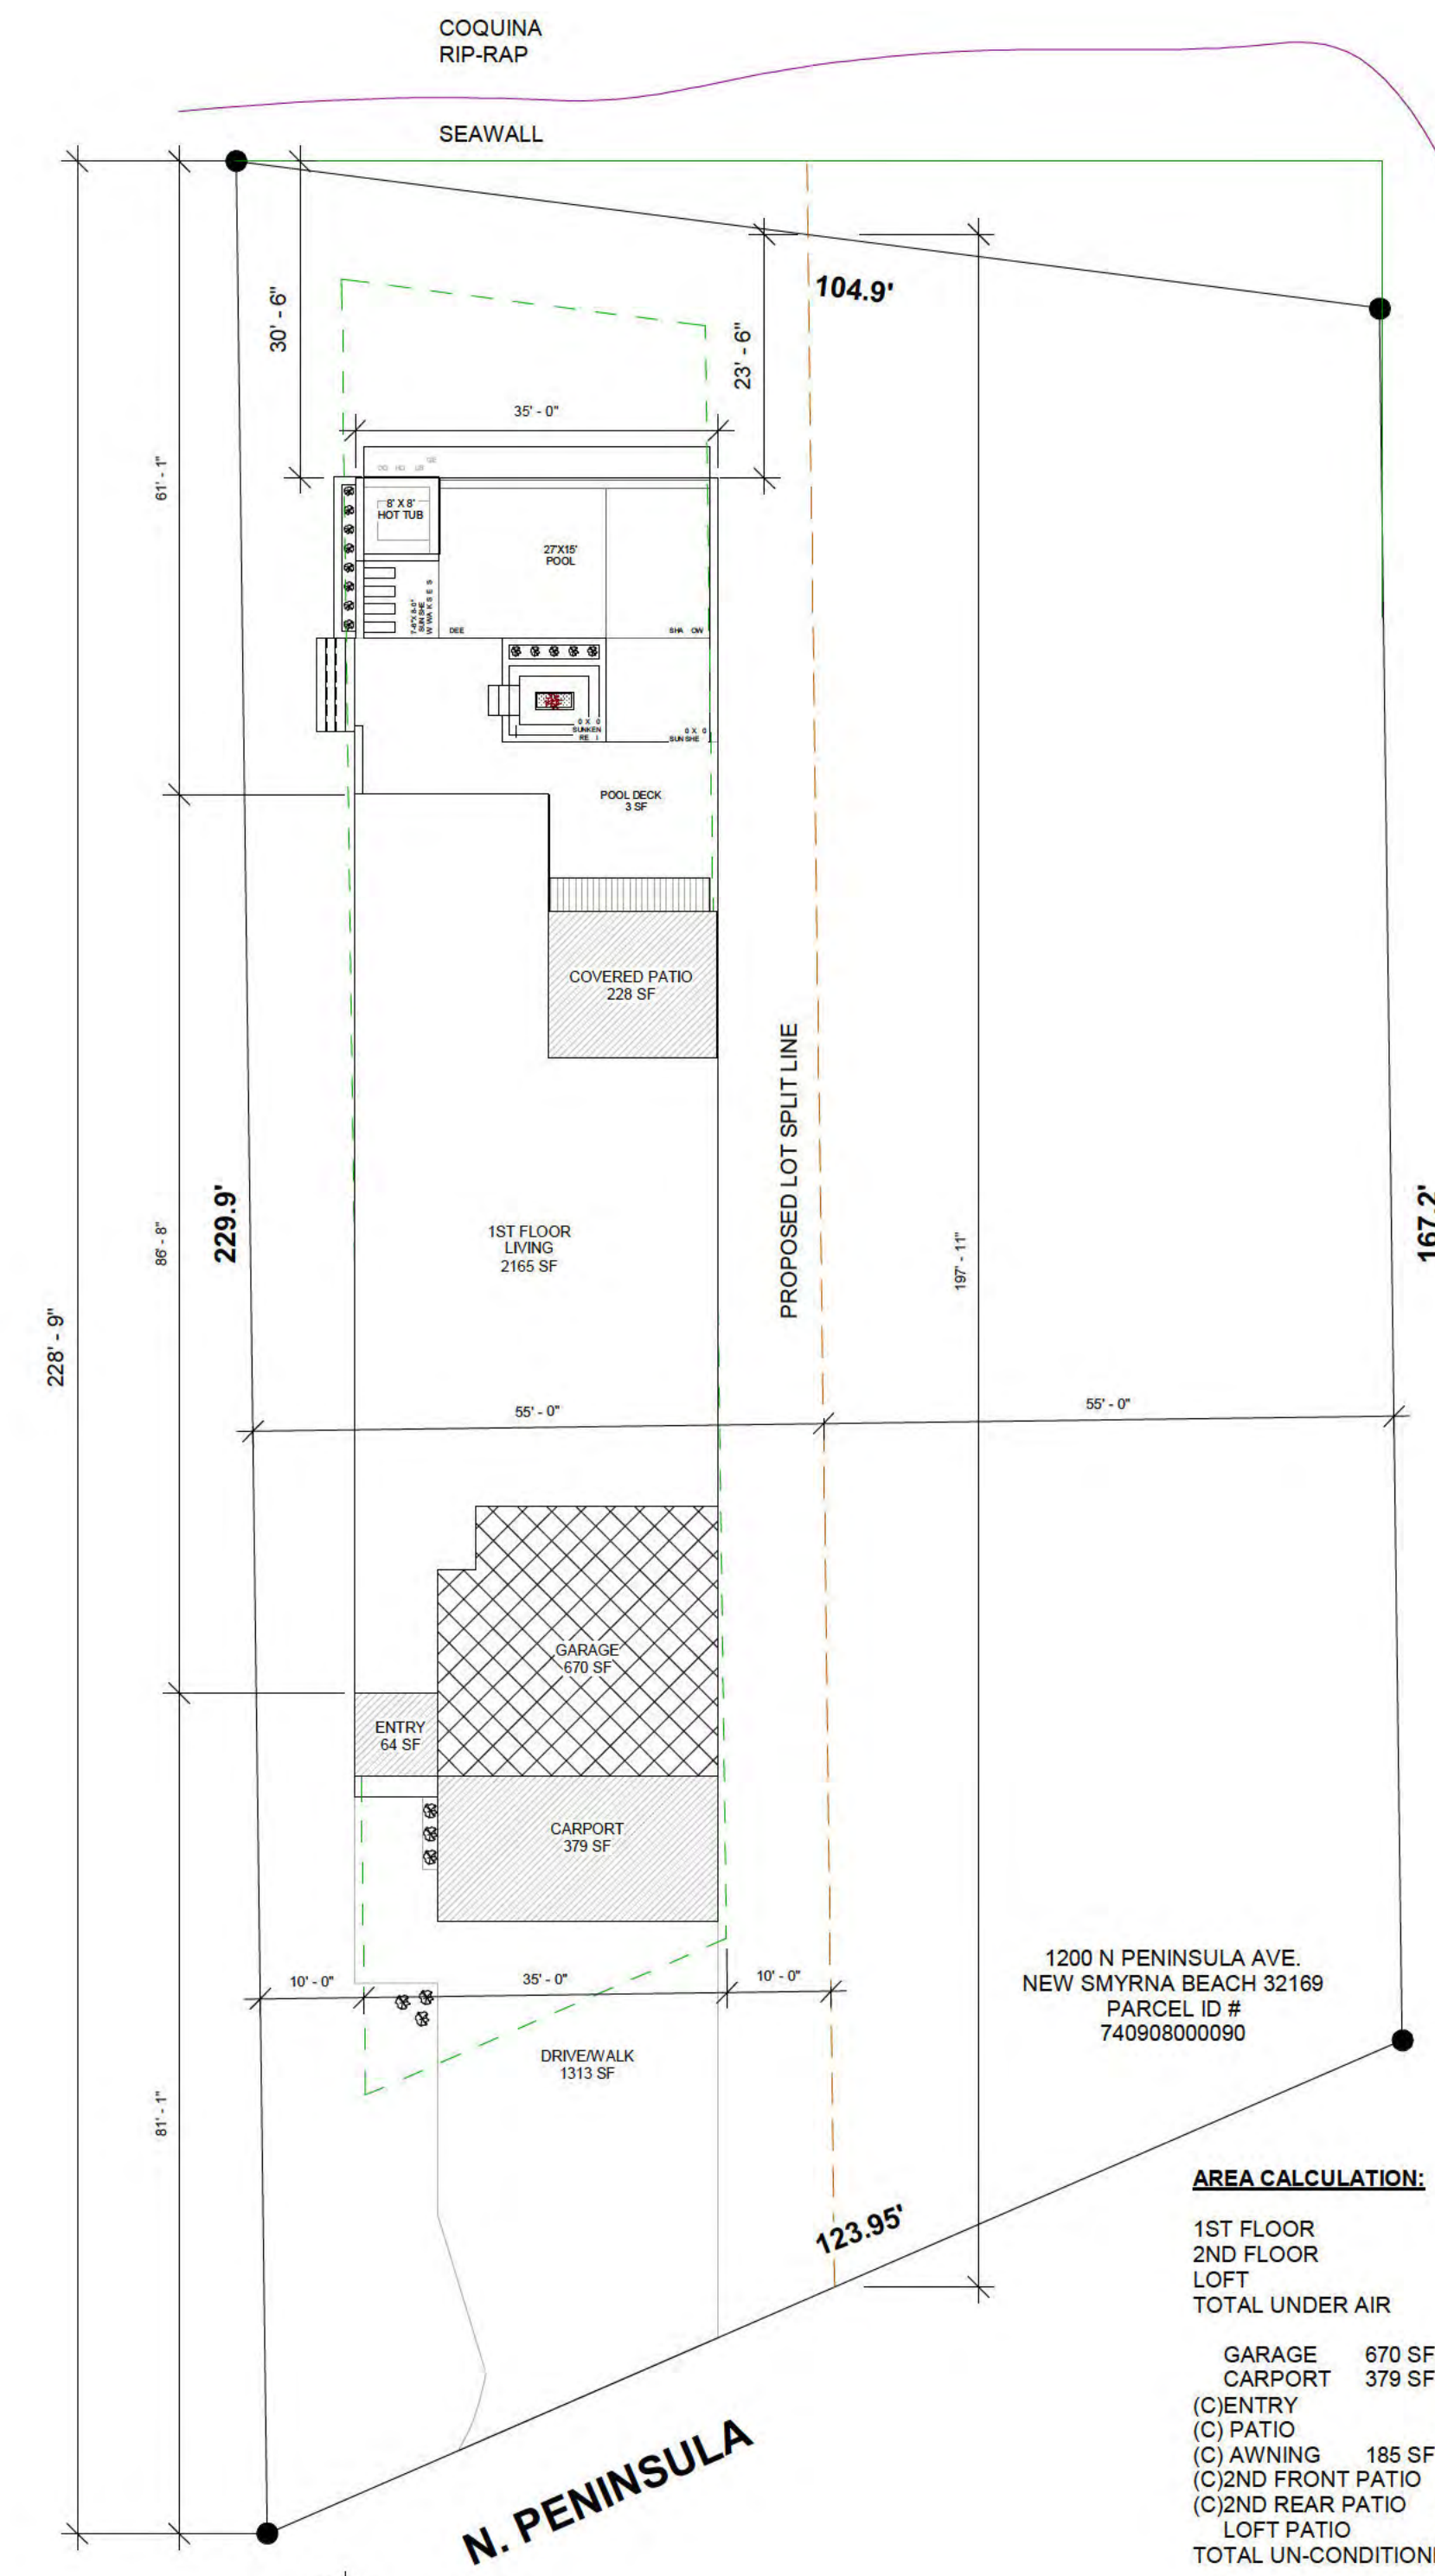 COQUINA
RIP-RAP
SEAWALL
104.9'
30' - 6"
23' - 6"
35' - 0"
61' - 1"
8' X 8'
HOT TUB
27'X15'
POOL
SUNKEN
POOL DECK
3 SF
COVERED PATIO
228 SF
PROPOSED LOT SPLIT LINE
229.9'
167.2'
1ST FLOOR
LIVING
2165 SF
86' - 8"
197' - 11"
228' - 9"
55' - 0"
55' - 0"
GARAGE
670 SF
ENTRY
64 SF
CARPORT
379 SF
1200 N PENINSULA AVE.
NEW SMYRNA BEACH 32169
PARCEL ID #
740908000090
10' - 0"
35' - 0"
10' - 0"
DRIVE/WALK
1313 SF
81' - 1"
123.95'
N. PENINSULA
AREA CALCULATION:
1ST FLOOR
2ND FLOOR
LOFT
TOTAL UNDER AIR
GARAGE 670 SF
CARPORT 379 SF
(C)ENTRY
(C) PATIO
(C) AWNING 185 SF
(C)2ND FRONT PATIO
(C)2ND REAR PATIO
LOFT PATIO
TOTAL UN-CONDITION